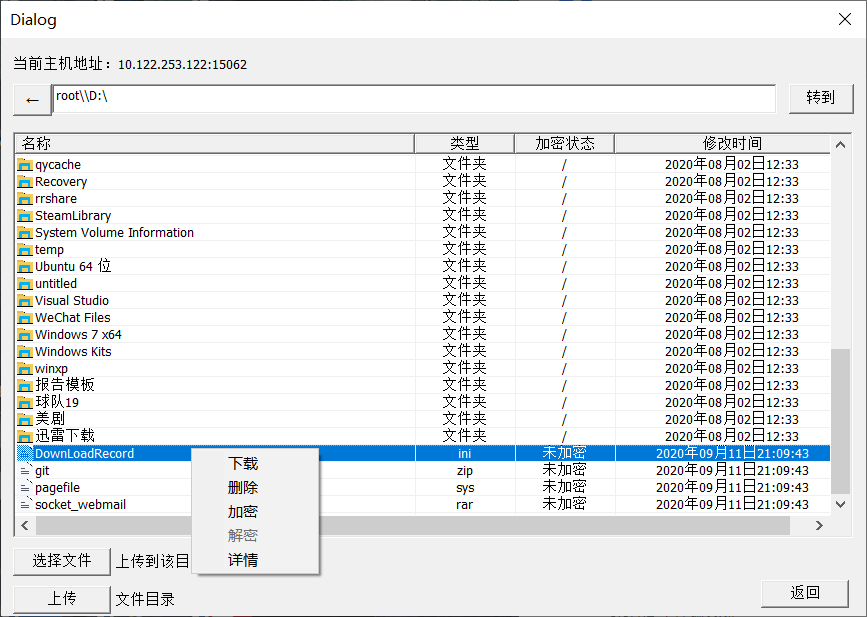 Dialog
当前主机地址： 10.122.253.122:15062
← root\\D:\ 转到
名称 类型 加密状态 修改时间
qycache 文件夹 / 2020年08月02日12:33
Recovery 文件夹 / 2020年08月02日12:33
rrshare 文件夹 / 2020年08月02日12:33
SteamLibrary 文件夹 / 2020年08月02日12:33
System Volume Information 文件夹 / 2020年08月02日12:33
temp 文件夹 / 2020年08月02日12:33
Ubuntu 64 位 文件夹 / 2020年08月02日12:33
untitled 文件夹 / 2020年08月02日12:33
Visual Studio 文件夹 / 2020年08月02日12:33
WeChat Files 文件夹 / 2020年08月02日12:33
Windows 7 x64 文件夹 / 2020年08月02日12:33
Windows Kits 文件夹 / 2020年08月02日12:33
winxp 文件夹 / 2020年08月02日12:33
报告模板 文件夹 / 2020年08月02日12:33
球队19 文件夹 / 2020年08月02日12:33
美剧 文件夹 / 2020年08月02日12:33
迅雷下载 文件夹 / 2020年08月02日12:33
DownLoadRecord ini 未加密 2020年09月11日21:09:43
git zip 未加密 2020年09月11日21:09:43
pagefile sys 未加密 2020年09月11日21:09:43
socket_webmail rar 未加密 2020年09月11日21:09:43
下载
删除
加密
解密
详情
选择文件 上传到该目
上传 文件目录 返回